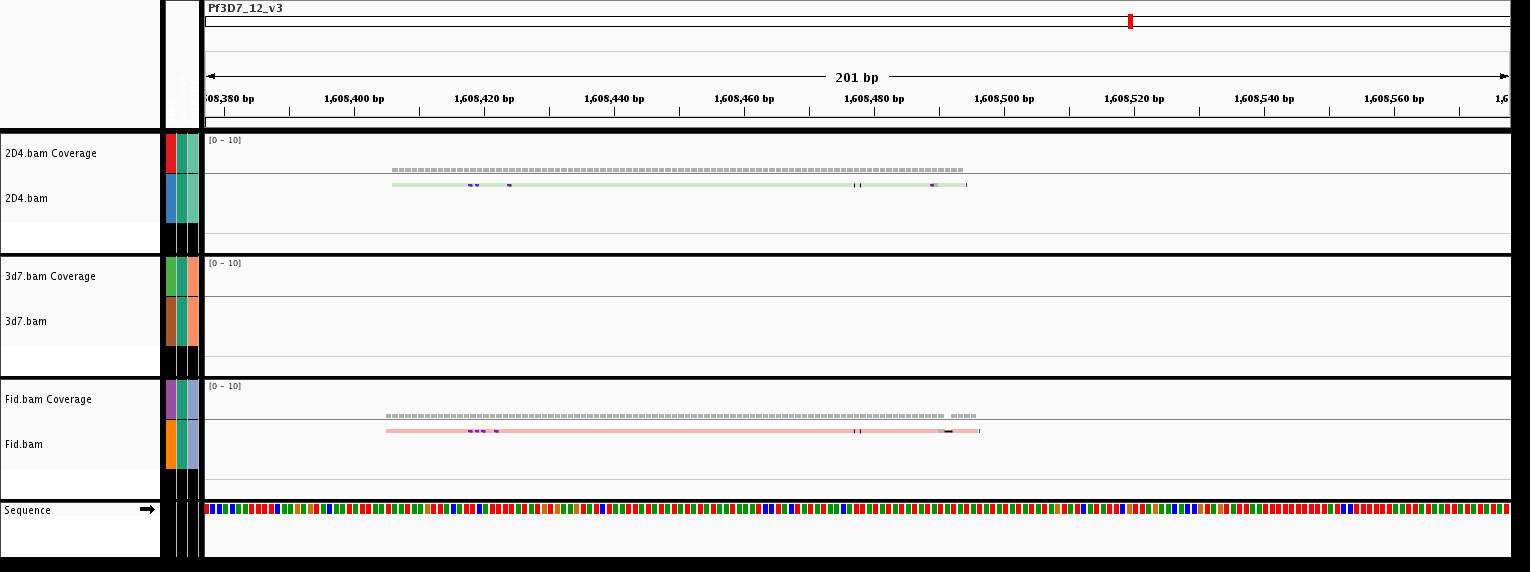 Pf3D7_12_v3
201 bp
08,380 bp 1,608,400 bp 1,608,420 bp 1,608,440 bp 1,608,460 bp 1,608,480 bp 1,608,500 bp 1,608,520 bp 1,608,540 bp 1,608,560 bp 1,6
[0 - 10]
2D4.bam Coverage
2D4.bam
[0 - 10]
3d7.bam Coverage
3d7.bam
[0 - 10]
Fid.bam Coverage
Fid.bam
Sequence